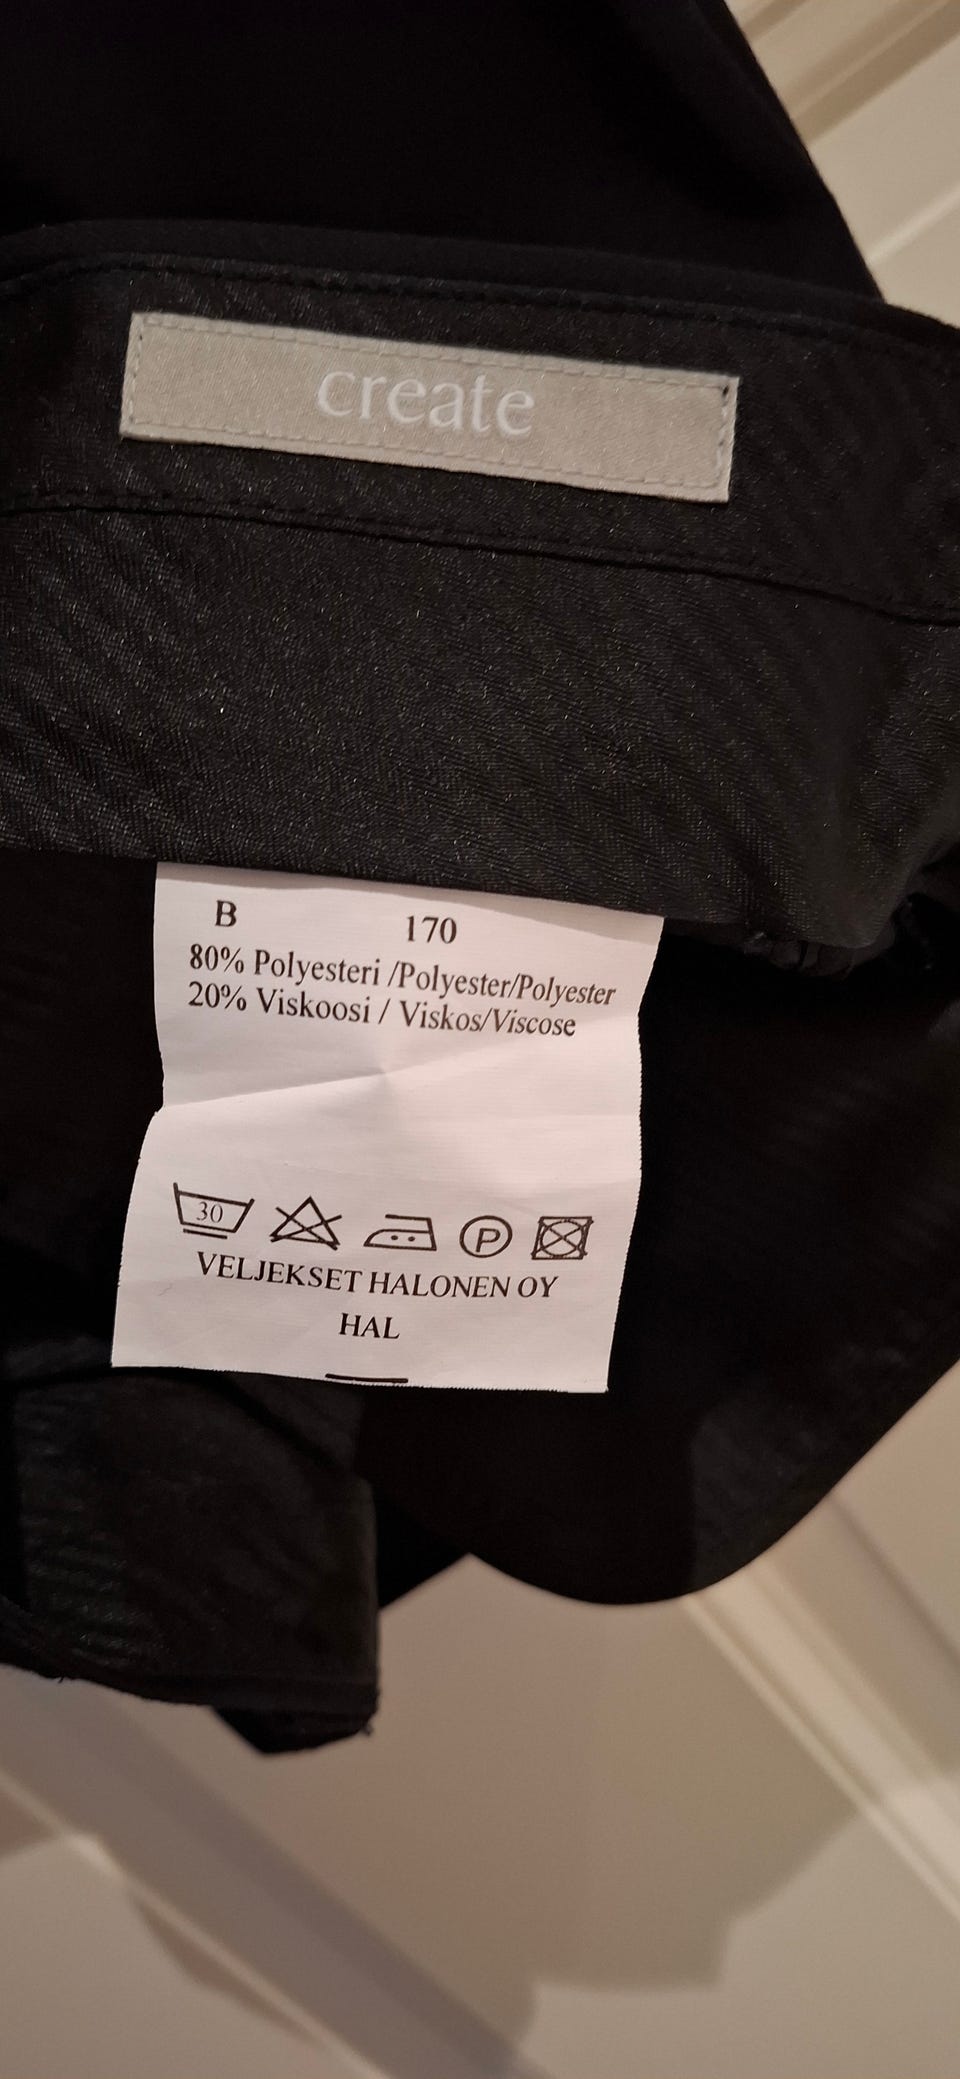 create
B 170
80% Polyesteri /Polyester/Polyester
20% Viskoosi / Viskos/Viscose
30 P
VELJEKSET HALONEN OY
HAL